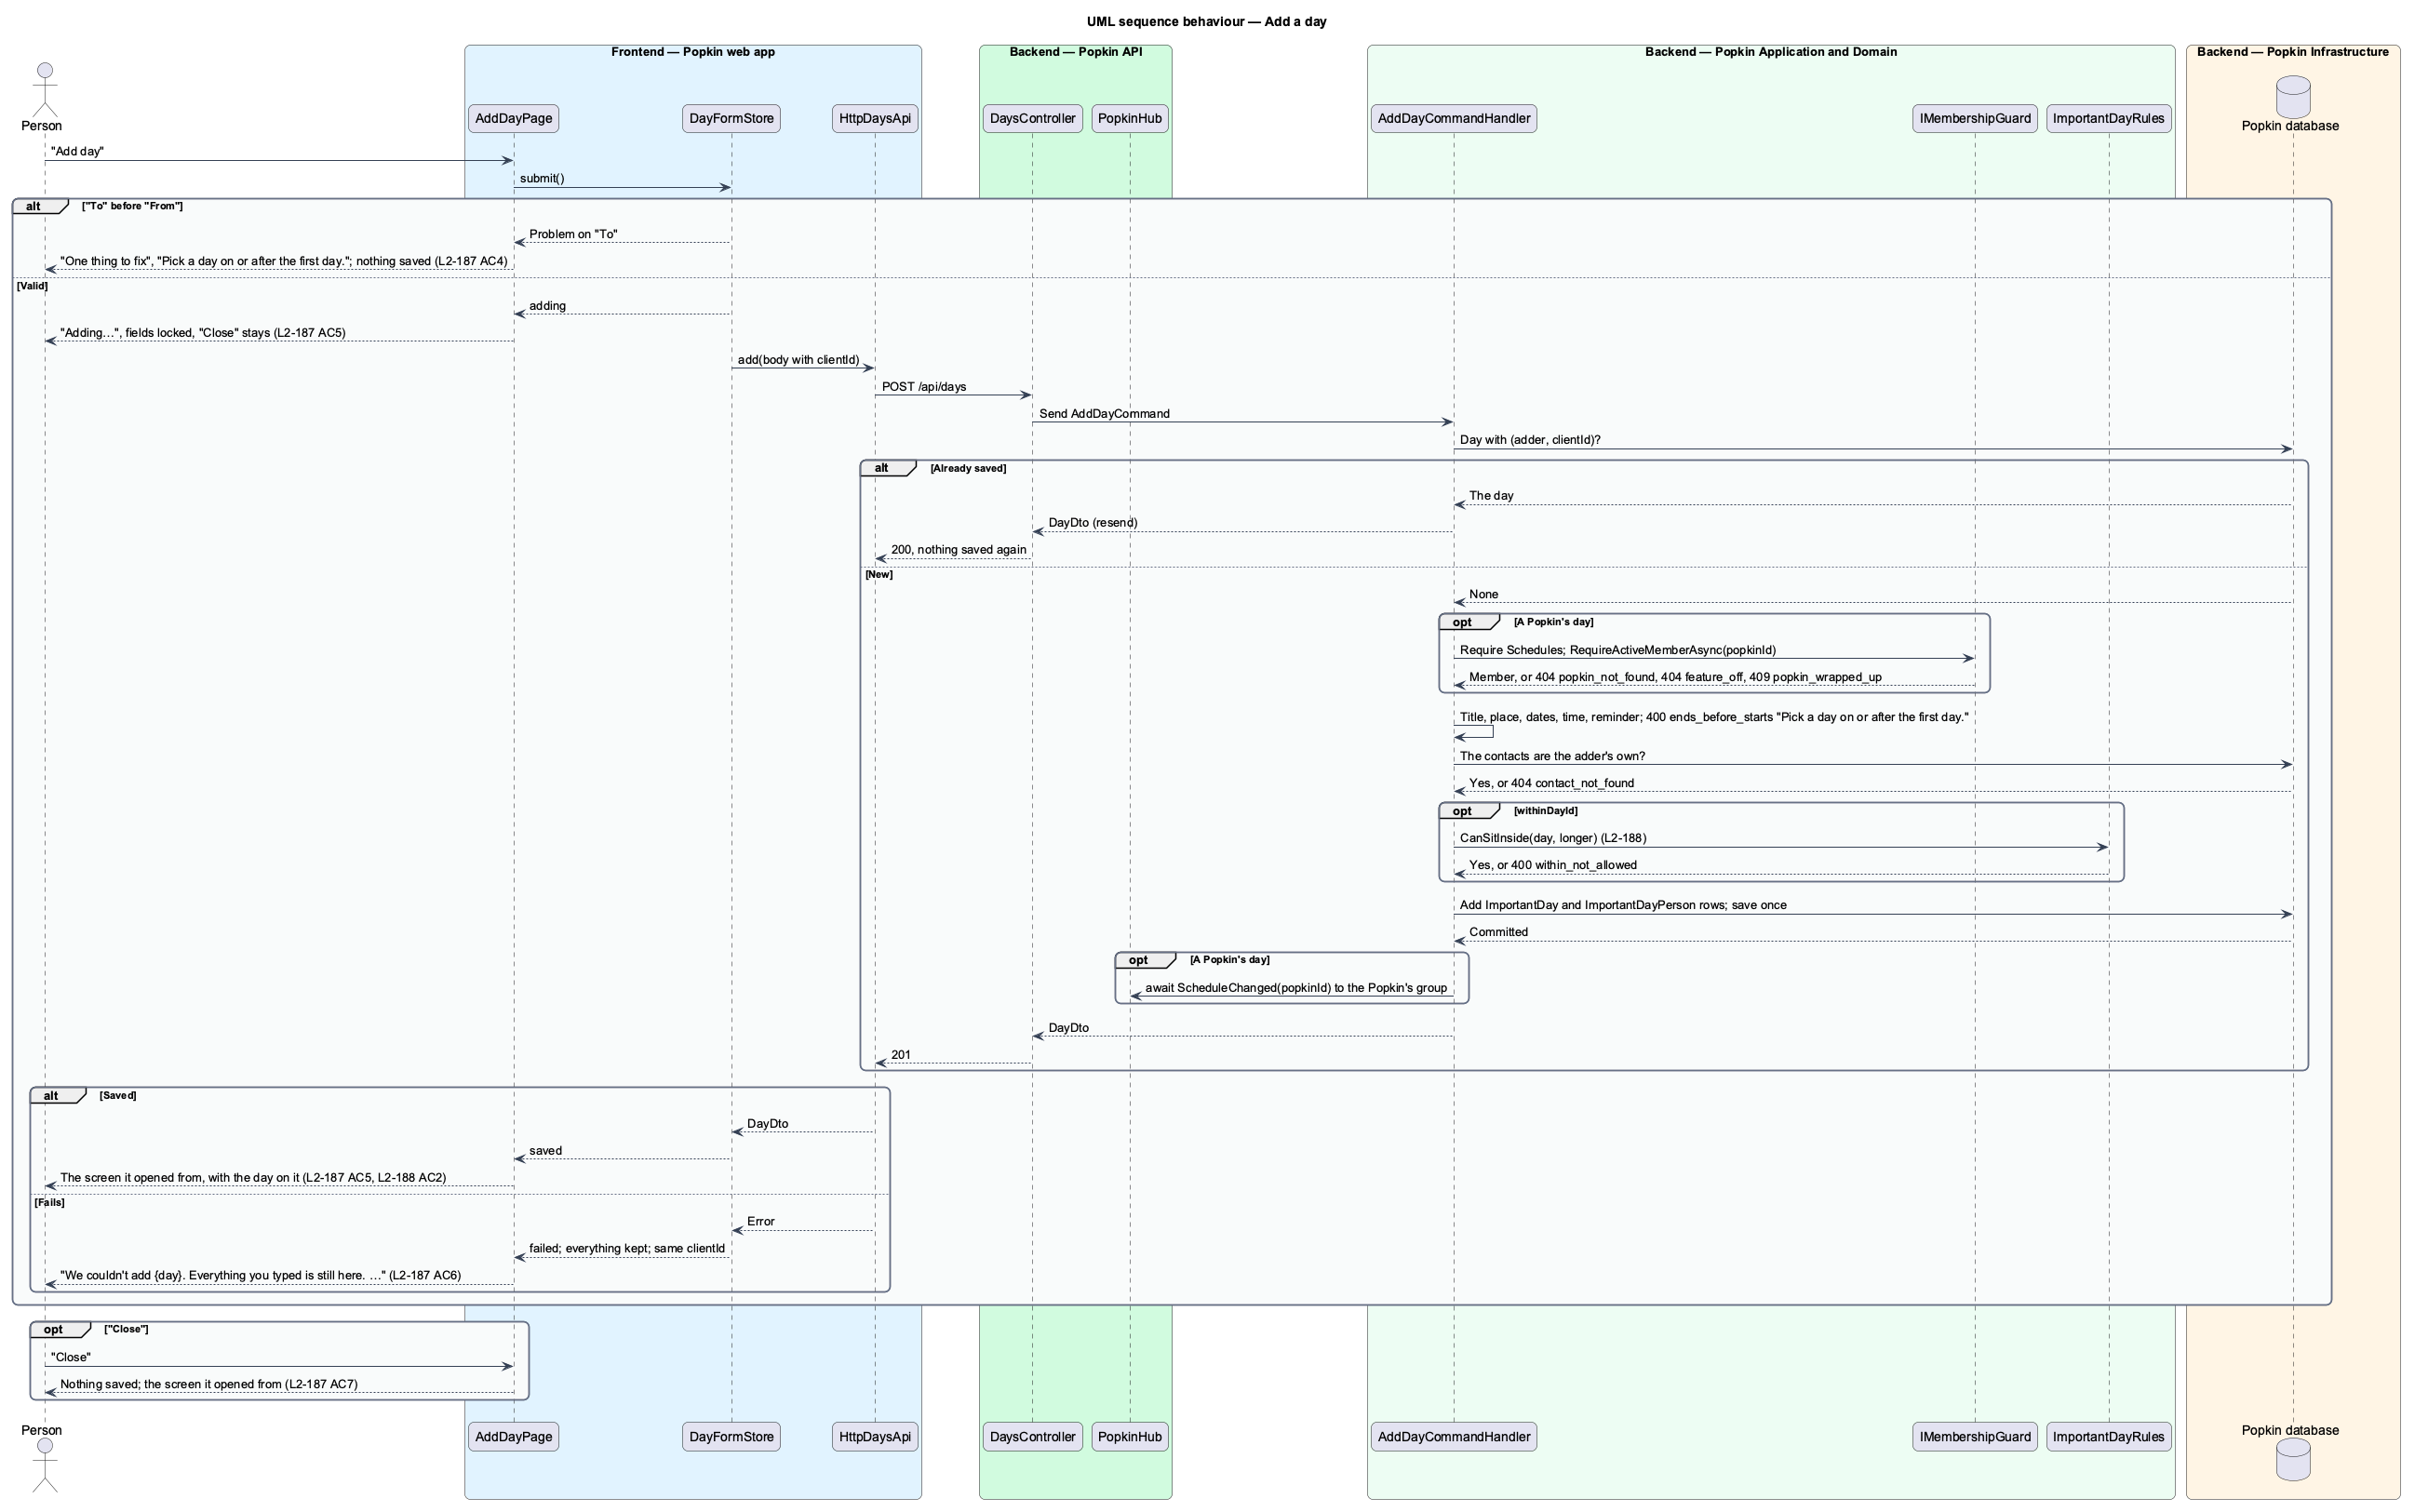 UML sequence behaviour — Add a day
Frontend — Popkin web app
Backend — Popkin API
Backend — Popkin Application and Domain
Backend — Popkin Infrastructure
Person
AddDayPage
DayFormStore
HttpDaysApi
DaysController
PopkinHub
AddDayCommandHandler
IMembershipGuard
ImportantDayRules
Popkin database
"Add day"
submit()
alt
["To" before "From"]
Problem on "To"
"One thing to fix", "Pick a day on or after the first day."; nothing saved (L2-187 AC4)
[Valid]
adding
"Adding…", fields locked, "Close" stays (L2-187 AC5)
add(body with clientId)
POST /api/days
Send AddDayCommand
Day with (adder, clientId)?
alt
[Already saved]
The day
DayDto (resend)
200, nothing saved again
[New]
None
opt
[A Popkin's day]
Require Schedules; RequireActiveMemberAsync(popkinId)
Member, or 404 popkin_not_found, 404 feature_off, 409 popkin_wrapped_up
Title, place, dates, time, reminder; 400 ends_before_starts "Pick a day on or after the first day."
The contacts are the adder's own?
Yes, or 404 contact_not_found
opt
[withinDayId]
CanSitInside(day, longer) (L2-188)
Yes, or 400 within_not_allowed
Add ImportantDay and ImportantDayPerson rows; save once
Committed
opt
[A Popkin's day]
await ScheduleChanged(popkinId) to the Popkin's group
DayDto
201
alt
[Saved]
DayDto
saved
The screen it opened from, with the day on it (L2-187 AC5, L2-188 AC2)
[Fails]
Error
failed; everything kept; same clientId
"We couldn't add {day}. Everything you typed is still here. …" (L2-187 AC6)
opt
["Close"]
"Close"
Nothing saved; the screen it opened from (L2-187 AC7)
Person
AddDayPage
DayFormStore
HttpDaysApi
DaysController
PopkinHub
AddDayCommandHandler
IMembershipGuard
ImportantDayRules
Popkin database